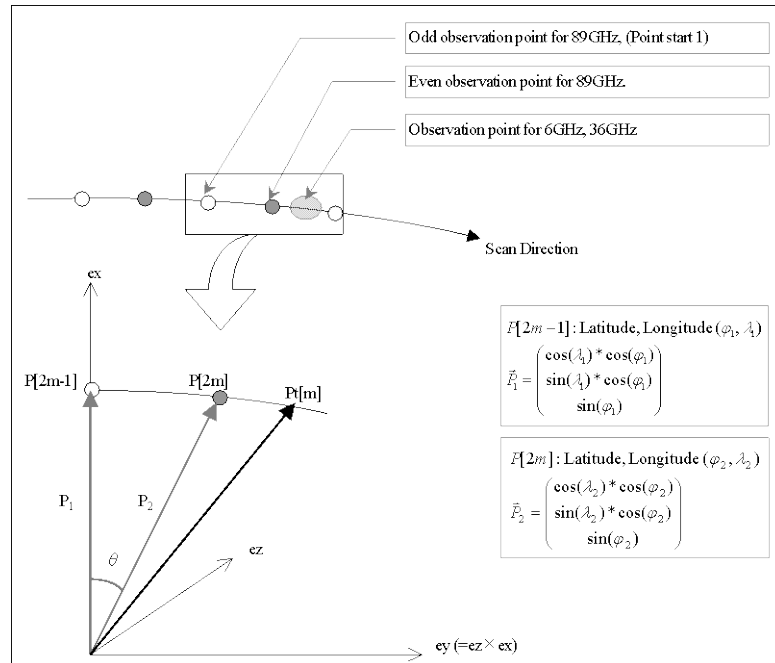 Odd observation point for 89GHz, (Point start 1)
Even observation point for 89GHz.
Observation point for 6GHz, 36GHz
Scan Direction
ex
P[2m-1]
P[2m]
Pt[m]
P₁
P₂
θ
ez
ey (=ez× ex)
P[2m−1]: Latitude, Longitude (φ₁, λ₁)
P⃗₁ = ( cos(λ₁)* cos(φ₁)
sin(λ₁)* cos(φ₁)
sin(φ₁) )
P[2m]: Latitude, Longitude (φ₂, λ₂)
P⃗₂ = ( cos(λ₂)* cos(φ₂)
sin(λ₂)* cos(φ₂)
sin(φ₂) )